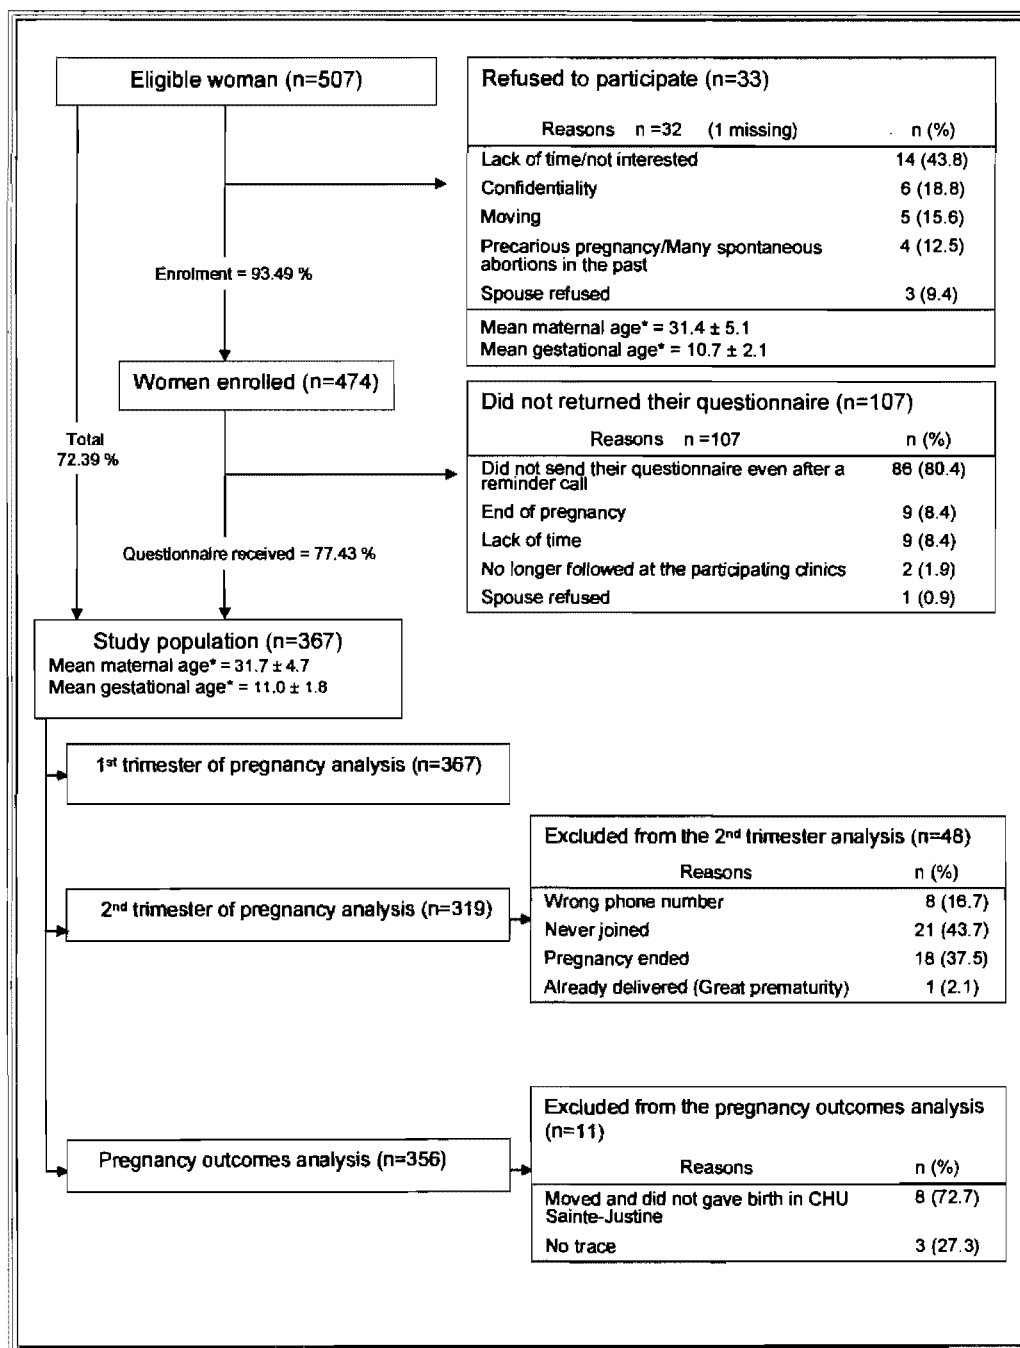 Eligible woman (n=507)
Refused to participate (n=33)
Reasons n =32 (1 missing) n (%)
Lack of time/not interested 14 (43.8)
Confidentiality 6 (18.8)
Moving 5 (15.6)
Precarious pregnancy/Many spontaneous
abortions in the past 4 (12.5)
Spouse refused 3 (9.4)
Mean maternal age* = 31.4 ± 5.1
Mean gestational age* = 10.7 ± 2.1
Enrolment = 93.49 %
Women enrolled (n=474)
Did not returned their questionnaire (n=107)
Reasons n =107 n (%)
Did not send their questionnaire even after a
reminder call 86 (80.4)
End of pregnancy 9 (8.4)
Lack of time 9 (8.4)
No longer followed at the participating clinics 2 (1.9)
Spouse refused 1 (0.9)
Total
72.39 %
Questionnaire received = 77.43 %
Study population (n=367)
Mean maternal age* = 31.7 ± 4.7
Mean gestational age* = 11.0 ± 1.8
1st trimester of pregnancy analysis (n=367)
2nd trimester of pregnancy analysis (n=319)
Excluded from the 2nd trimester analysis (n=48)
Reasons n (%)
Wrong phone number 8 (16.7)
Never joined 21 (43.7)
Pregnancy ended 18 (37.5)
Already delivered (Great prematurity) 1 (2.1)
Pregnancy outcomes analysis (n=356)
Excluded from the pregnancy outcomes analysis
(n=11)
Reasons n (%)
Moved and did not gave birth in CHU
Sainte-Justine 8 (72.7)
No trace 3 (27.3)